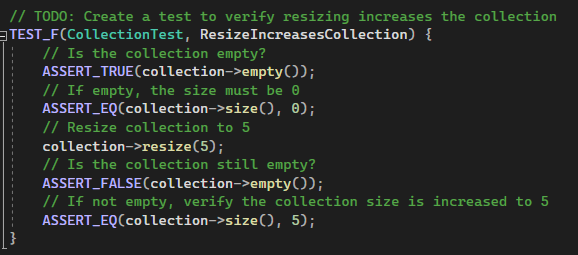 // TODO: Create a test to verify resizing increases the collection
TEST_F(CollectionTest, ResizeIncreasesCollection) {
// Is the collection empty?
ASSERT_TRUE(collection->empty());
// If empty, the size must be 0
ASSERT_EQ(collection->size(), 0);
// Resize collection to 5
collection->resize(5);
// Is the collection still empty?
ASSERT_FALSE(collection->empty());
// If not empty, verify the collection size is increased to 5
ASSERT_EQ(collection->size(), 5);
}